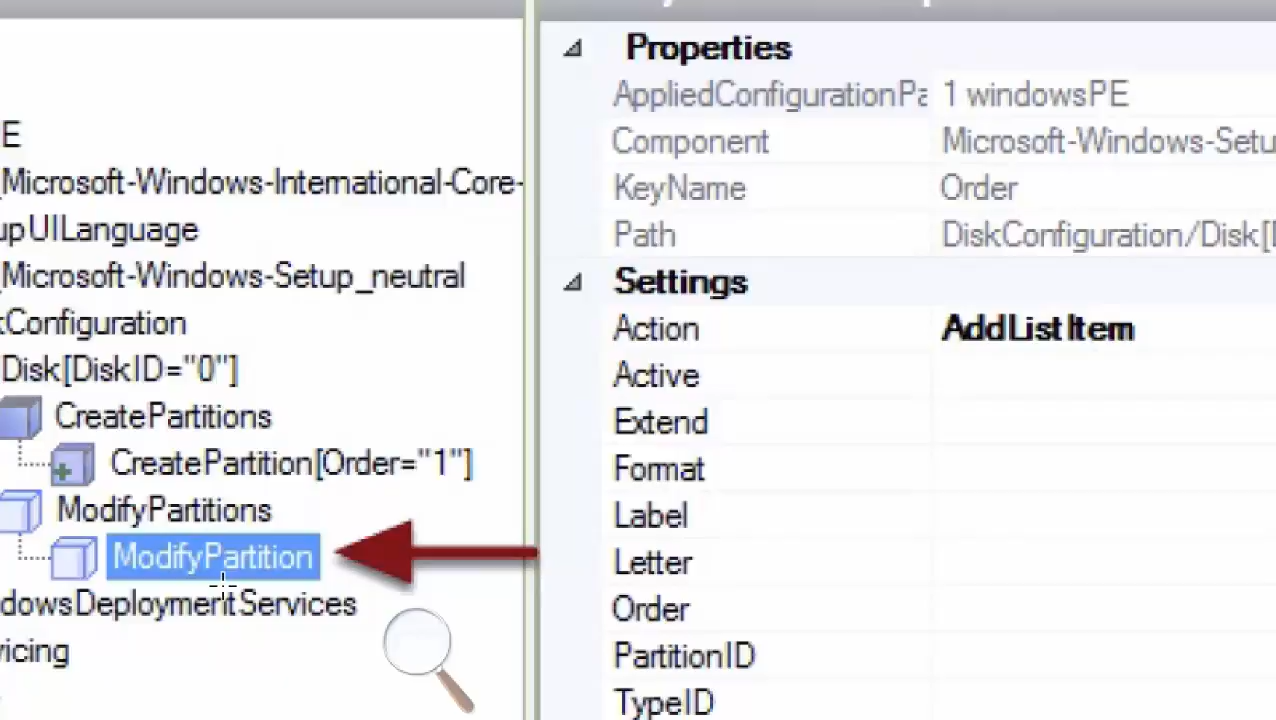 E
Microsoft-Windows-International-Core-
upUILanguage
Microsoft-Windows-Setup_neutral
kConfiguration
Disk[DiskID="0"]
CreatePartitions
CreatePartition[Order="1"]
ModifyPartitions
ModifyPartition
dowsDeploymentServices
vicing
Properties
AppliedConfigurationPa 1 windowsPE
Component Microsoft-Windows-Setu
KeyName Order
Path DiskConfiguration/Disk[D
Settings
Action AddListItem
Active
Extend
Format
Label
Letter
Order
PartitionID
TypeID